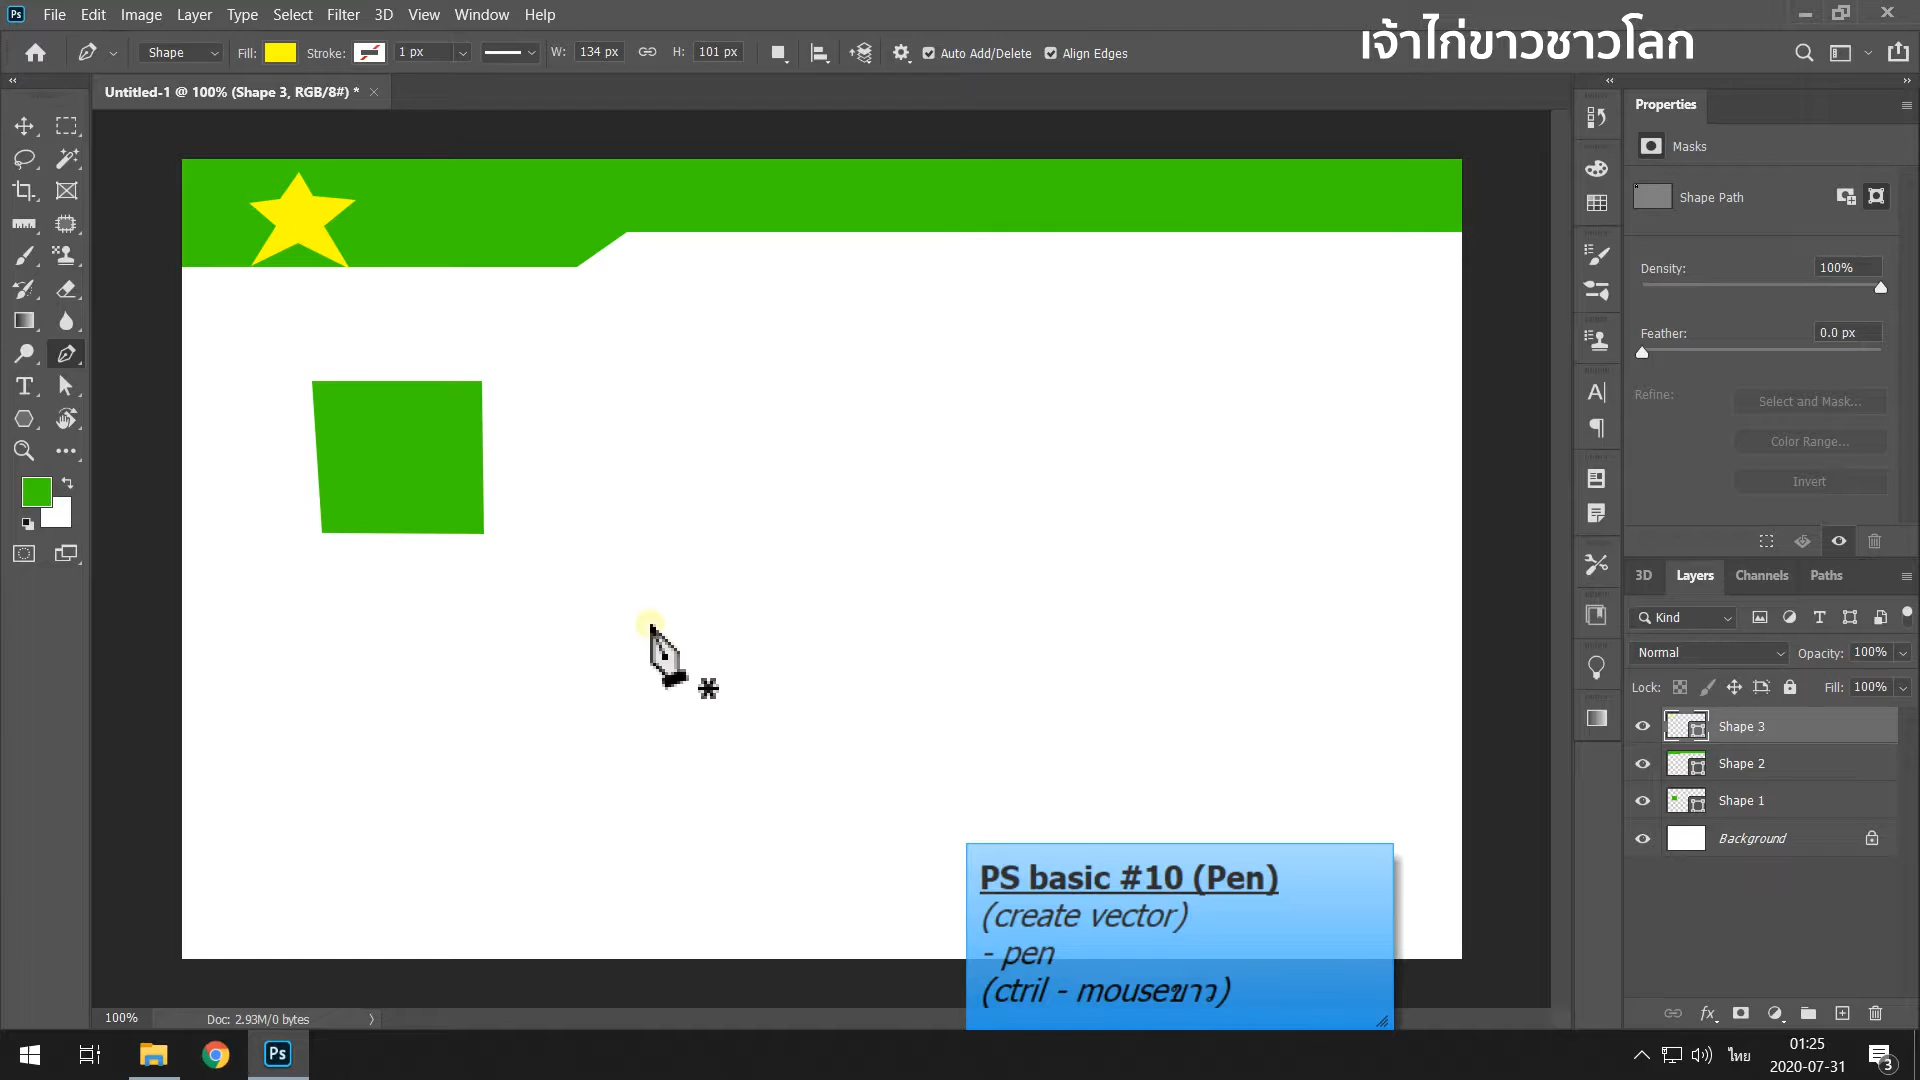 Ps File Edit Image Layer Type Select Filter 3D View Window Help
เจ้าไก่ขาวชาวโลก
Shape Fill: Stroke: 1 px W: 134 px H: 101 px Auto Add/Delete Align Edges
Untitled-1 @ 100% (Shape 3, RGB/8#) * ×
Properties
Masks
Shape Path
Density: 100%
Feather: 0.0 px
Refine: Select and Mask...
Color Range...
Invert
3D Layers Channels Paths
Kind
Normal Opacity: 100%
Lock: Fill: 100%
Shape 3
Shape 2
Shape 1
Background
PS basic #10 (Pen)
(create vector)
- pen
(ctril - mouseขาว)
100% Doc: 2.93M/0 bytes
Ps
ไทย
01:25
2020-07-31
3